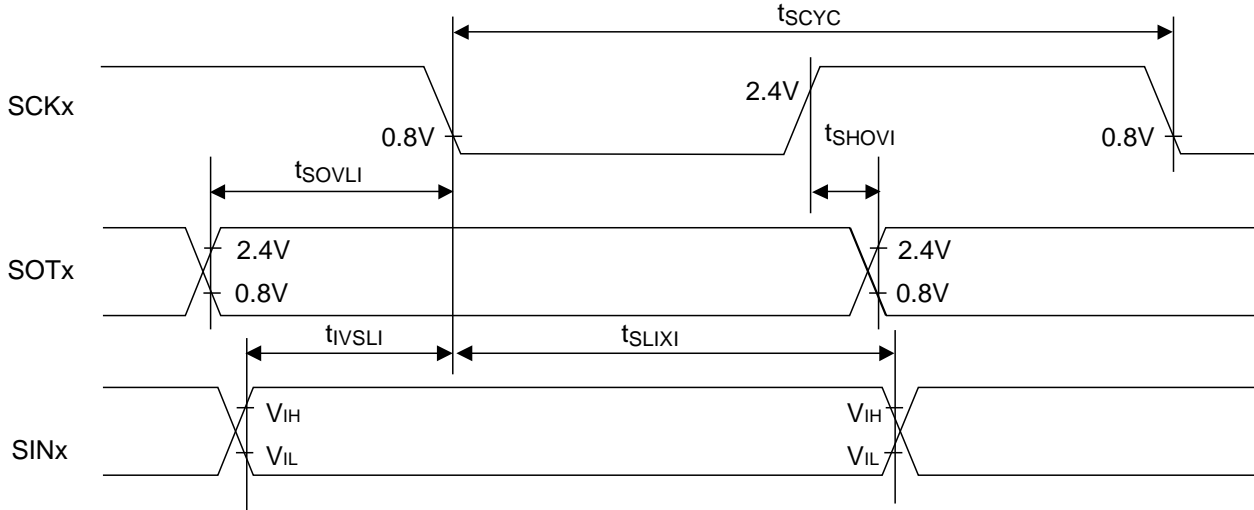 tSCYC
SCKx
2.4V
0.8V
tSHOVI
0.8V
tSOVLI
SOTx
2.4V
2.4V
0.8V
0.8V
tIVSLI
tSLIXI
SINx
VIH
VIH
VIL
VIL